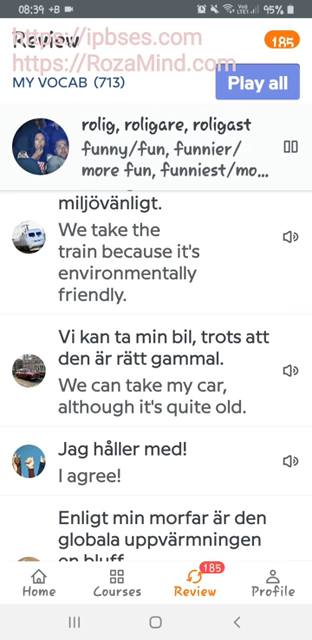 08:39 +B
95%
https://ipbses.com
Review
185
https://RozaMind.com
MY VOCAB (713)
Play all
rolig, roligare, roligast
funny/fun, funnier/
more fun, funniest/mo...
miljövänligt.
We take the
train because it's
environmentally
friendly.
Vi kan ta min bil, trots att
den är rätt gammal.
We can take my car,
although it's quite old.
Jag håller med!
I agree!
Enligt min morfar är den
globala uppvärmningen
en bluff
185
Home
Courses
Review
Profile